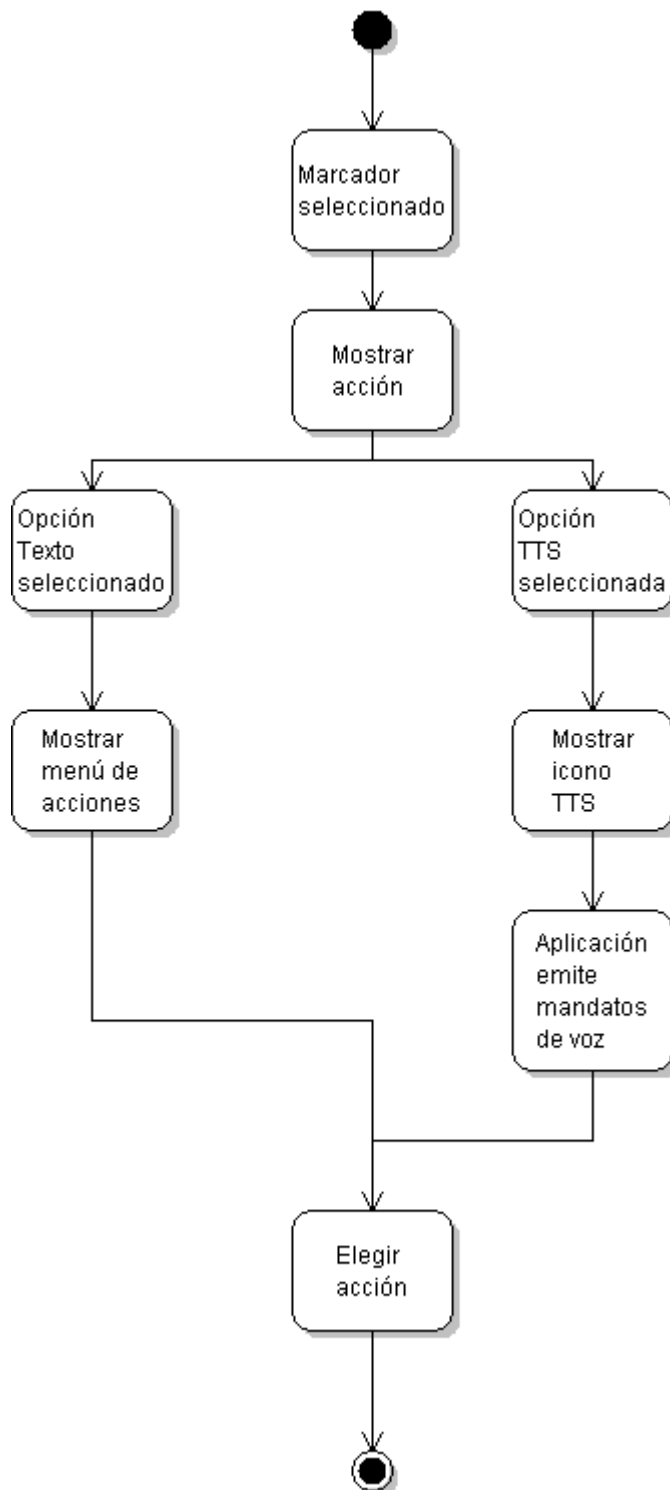 Marcador
seleccionado
Mostrar
acción
Opción
Texto
seleccionado
Opción
TTS
seleccionada
Mostrar
menú de
acciones
Mostrar
icono
TTS
Aplicación
emite
mandatos
de voz
Elegir
acción